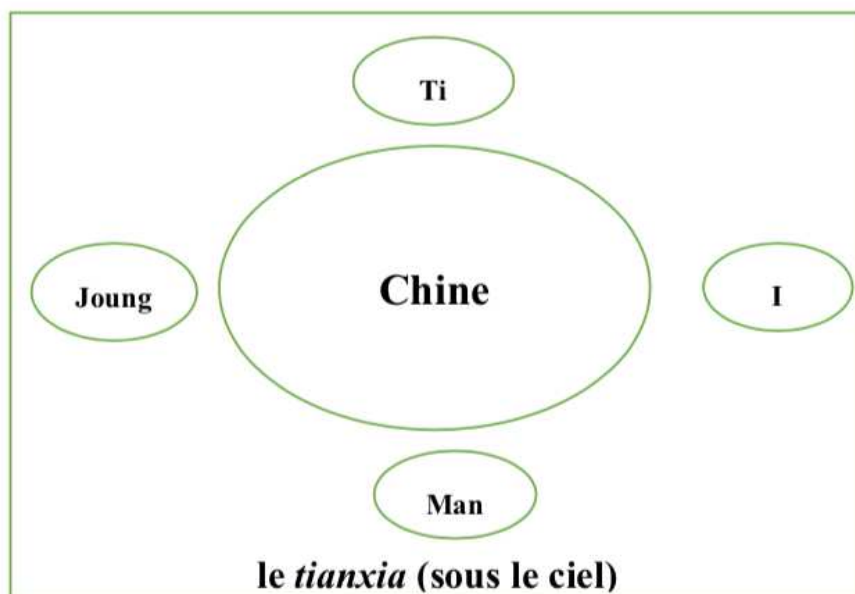 Ti
Joung
Chine
I
Man
le tianxia (sous le ciel)